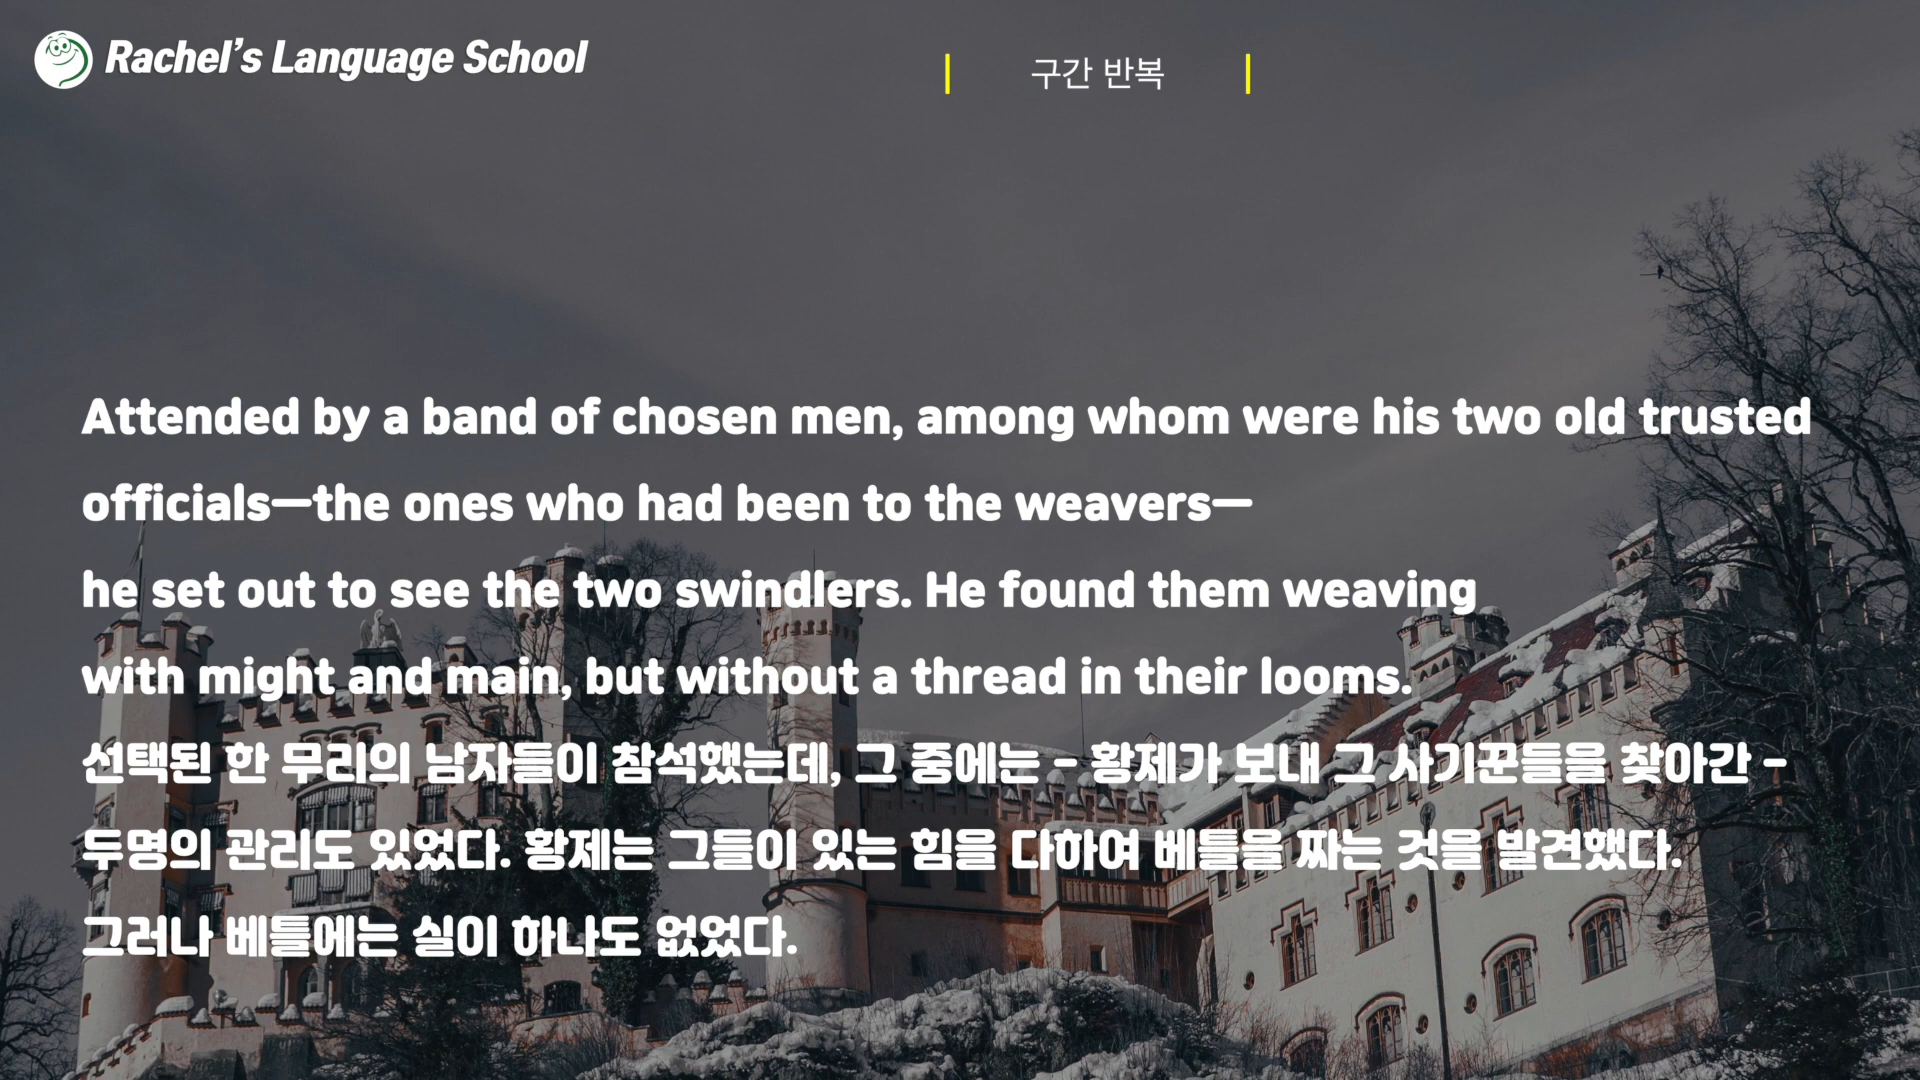 Rachel's Language School
구간 반복
Attended by a band of chosen men, among whom were his two old trusted
officials—the ones who had been to the weavers—
he set out to see the two swindlers. He found them weaving
with might and main, but without a thread in their looms.
선택된 한 무리의 남자들이 참석했는데, 그 중에는 - 황제가 보내 그 사기꾼들을 찾아간 -
두명의 관리도 있었다. 황제는 그들이 있는 힘을 다하여 베틀을 짜는 것을 발견했다.
그러나 베틀에는 실이 하나도 없었다.